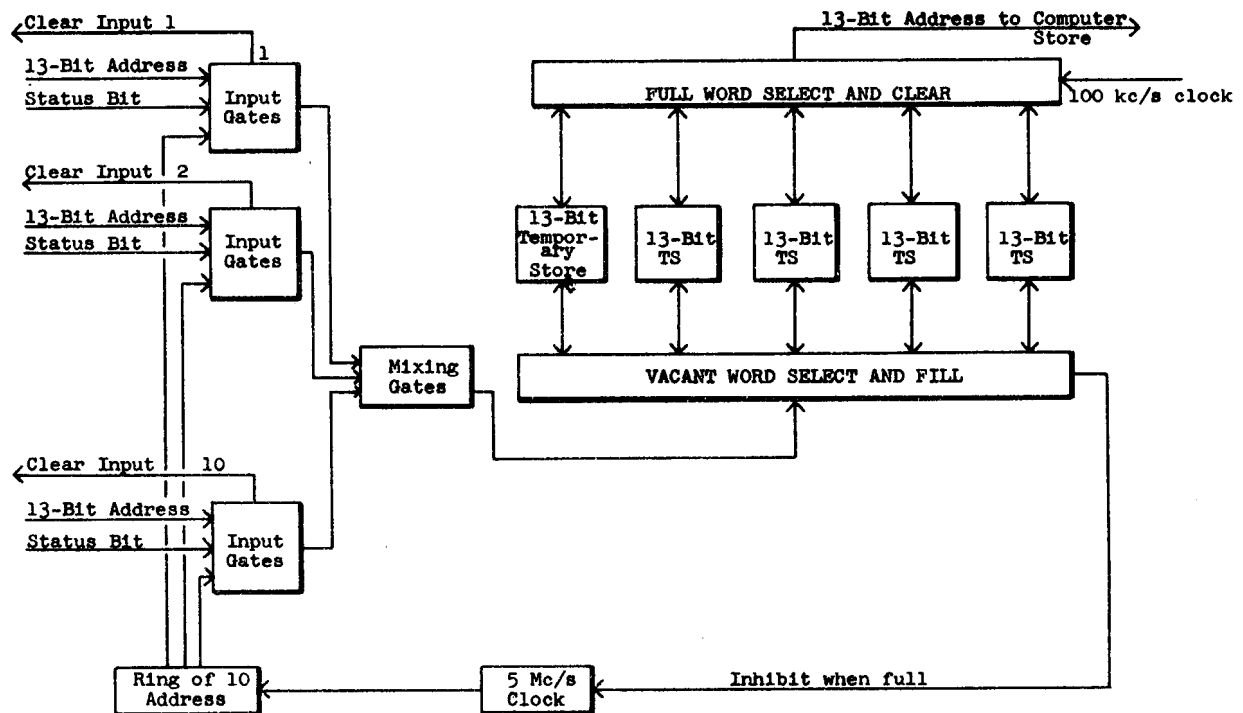 Clear Input 1
1
13-Bit Address
Status Bit
Input
Gates
Clear Input 2
13-Bit Address
Status Bit
Input
Gates
Clear Input 10
13-Bit Address
Status Bit
Input
Gates
Mixing
Gates
Ring of 10
Address
5 Mc/s
Clock
Inhibit when full
13-Bit Address to Computer
Store
FULL WORD SELECT AND CLEAR
100 kc/s clock
13-Bit
Tempor-
ary
Store
13-Bit
TS
13-Bit
TS
13-Bit
TS
13-Bit
TS
VACANT WORD SELECT AND FILL